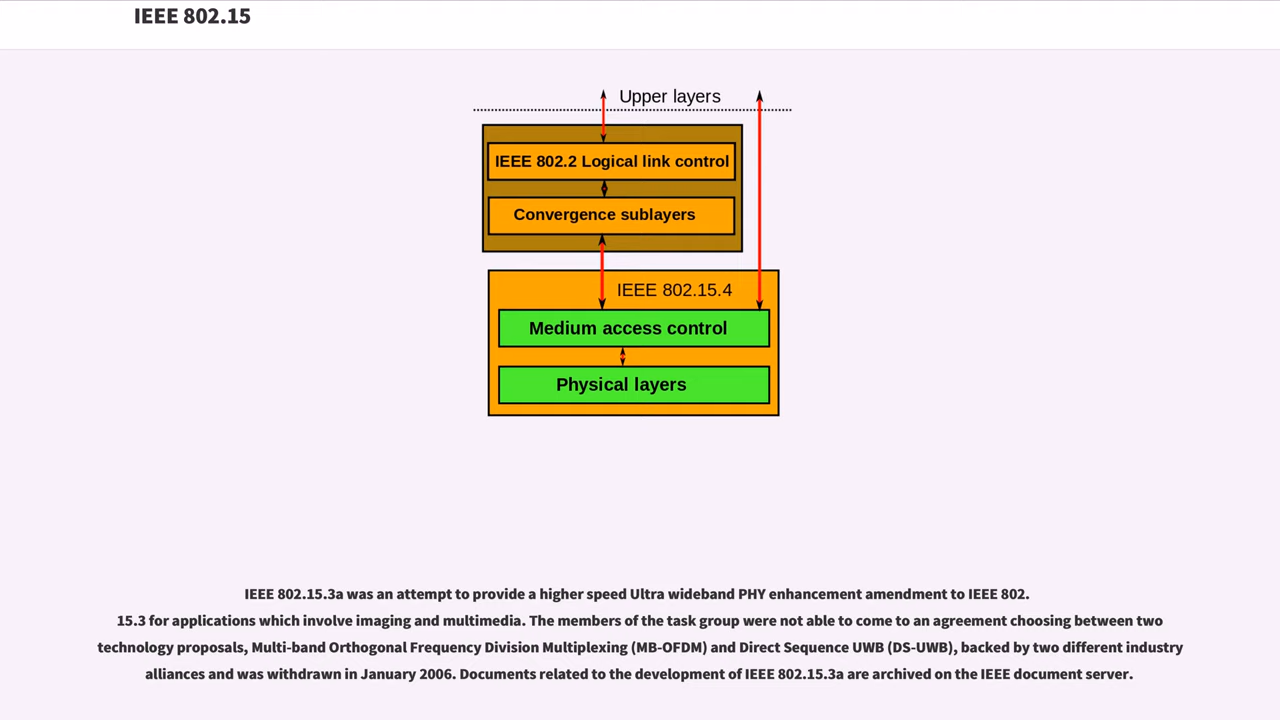 IEEE 802.15
Upper layers
IEEE 802.2 Logical link control
Convergence sublayers
IEEE 802.15.4
Medium access control
Physical layers
IEEE 802.15.3a was an attempt to provide a higher speed Ultra wideband PHY enhancement amendment to IEEE 802.
15.3 for applications which involve imaging and multimedia. The members of the task group were not able to come to an agreement choosing between two
technology proposals, Multi-band Orthogonal Frequency Division Multiplexing (MB-OFDM) and Direct Sequence UWB (DS-UWB), backed by two different industry
alliances and was withdrawn in January 2006. Documents related to the development of IEEE 802.15.3a are archived on the IEEE document server.